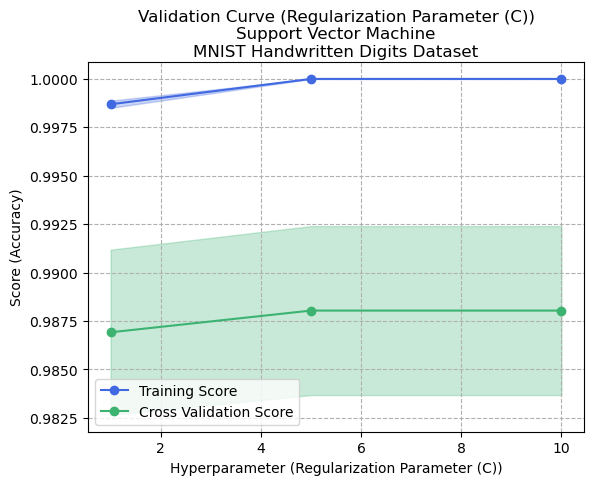 Validation Curve (Regularization Parameter (C))
Support Vector Machine
MNIST Handwritten Digits Dataset
Score (Accuracy)
1.0000
0.9975
0.9950
0.9925
0.9900
0.9875
0.9850
0.9825
Training Score
Cross Validation Score
2 4 6 8 10
Hyperparameter (Regularization Parameter (C))